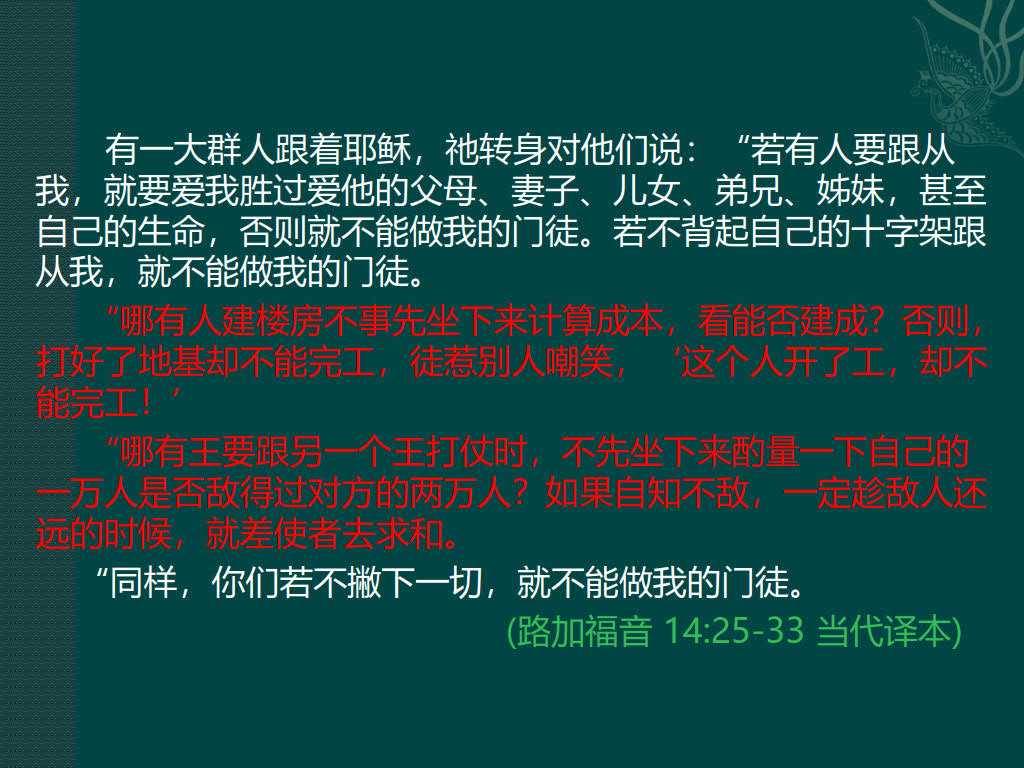 有一大群人跟着耶稣，祂转身对他们说：“若有人要跟从
我，就要爱我胜过爱他的父母、妻子、儿女、弟兄、姊妹，甚至
自己的生命，否则就不能做我的门徒。若不背起自己的十字架跟
从我，就不能做我的门徒。
“哪有人建楼房不事先坐下来计算成本，看能否建成？否则，
打好了地基却不能完工，徒惹别人嘲笑，‘这个人开了工，却不
能完工！’
“哪有王要跟另一个王打仗时，不先坐下来酌量一下自己的
一万人是否敌得过对方的两万人？如果自知不敌，一定趁敌人还
远的时候，就差使者去求和。
“同样，你们若不撇下一切，就不能做我的门徒。
(路加福音 14:25-33 当代译本)